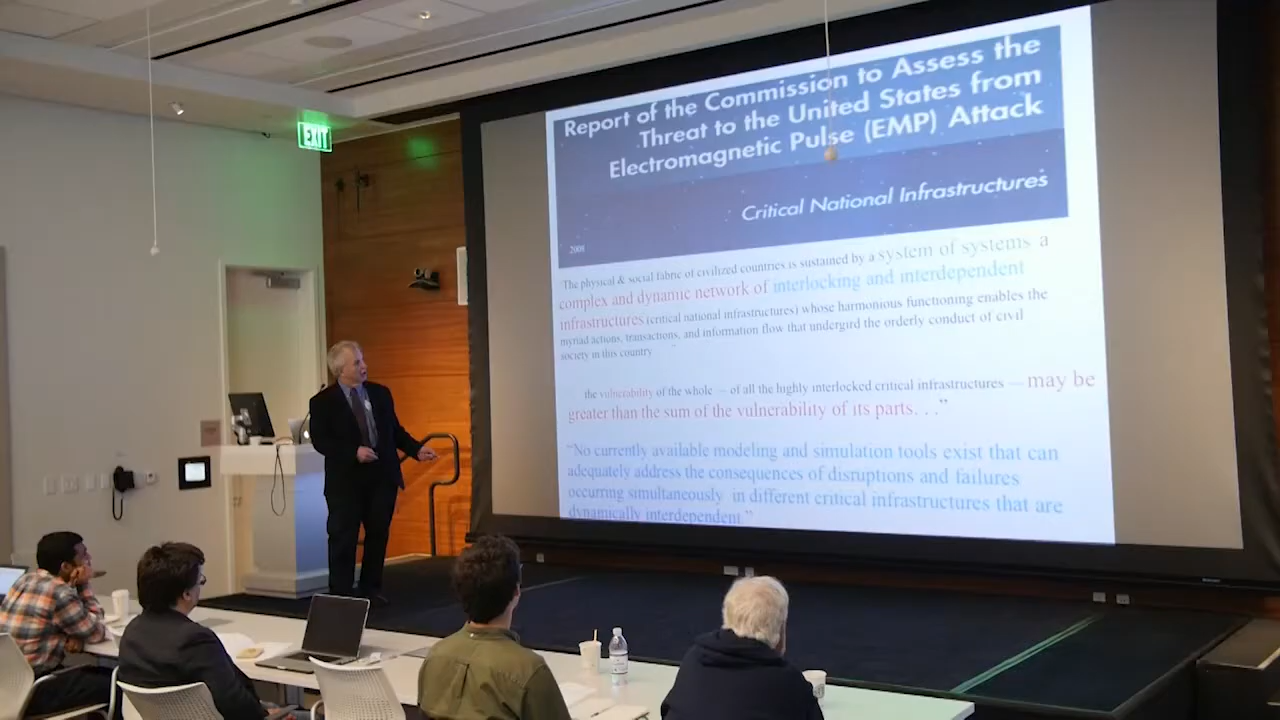 EXIT
Report of the Commission to Assess the
Threat to the United States from
Electromagnetic Pulse (EMP) Attack
Critical National Infrastructures
2008
The physical & social fabric of civilized countries is sustained by a system of systems a
complex and dynamic network of interlocking and interdependent
infrastructures (critical national infrastructures) whose harmonious functioning enables the
myriad actions, transactions, and information flow that undergird the orderly conduct of civil
society in this country
the vulnerability of the whole – of all the highly interlocked critical infrastructures – may be
greater than the sum of the vulnerability of its parts. . .”
“No currently available modeling and simulation tools exist that can
adequately address the consequences of disruptions and failures
occurring simultaneously in different critical infrastructures that are
dynamically interdependent.”